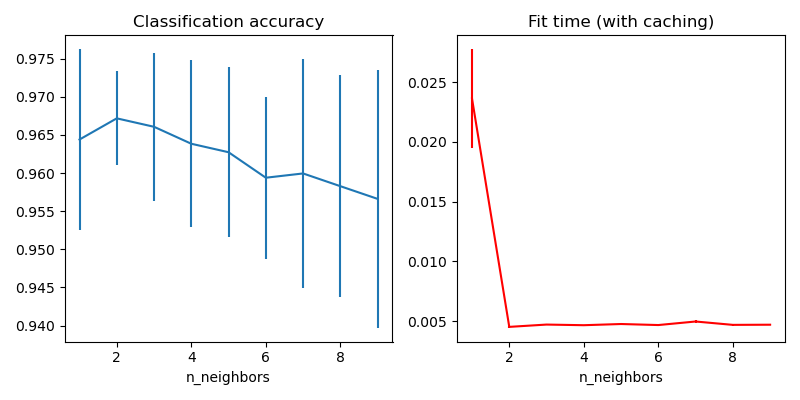 Classification accuracy
0.975
0.970
0.965
0.960
0.955
0.950
0.945
0.940
2 4 6 8
n_neighbors
Fit time (with caching)
0.025
0.020
0.015
0.010
0.005
2 4 6 8
n_neighbors